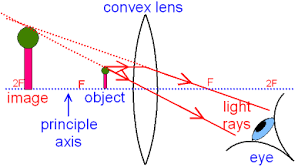 convex lens
2F
F
F
2F
image
object
light
rays
principle
axis
eye